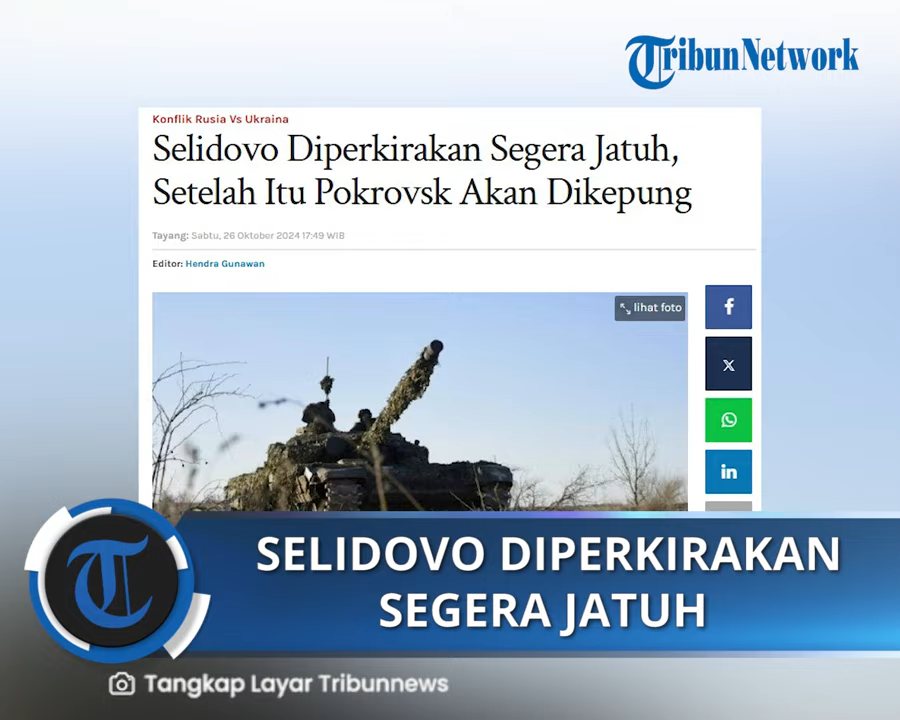 TribunNetwork
Konflik Rusia Vs Ukraina
Selidovo Diperkirakan Segera Jatuh,
Setelah Itu Pokrovsk Akan Dikepung
Tayang: Sabtu, 26 Oktober 2024 17:49 WIB
Editor: Hendra Gunawan
lihat foto
SELIDOVO DIPERKIRAKAN
SEGERA JATUH
Tangkap Layar Tribunnews